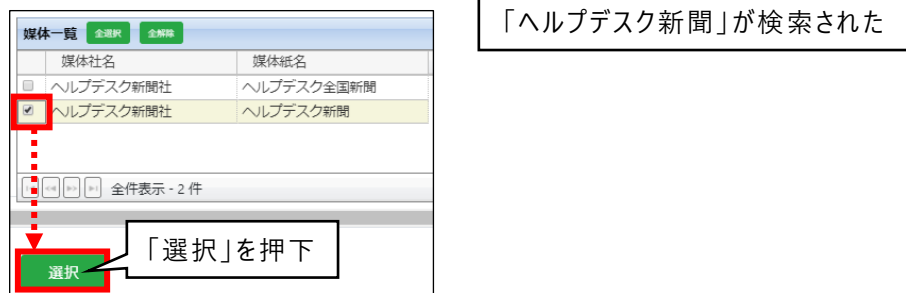 「ヘルプデスク新聞」が検索された
媒体一覧 全選択 全解除
媒体社名 媒体紙名
ヘルプデスク新聞社 ヘルプデスク全国新聞
ヘルプデスク新聞社 ヘルプデスク新聞
全件表示 - 2 件
「選択」を押下
選択